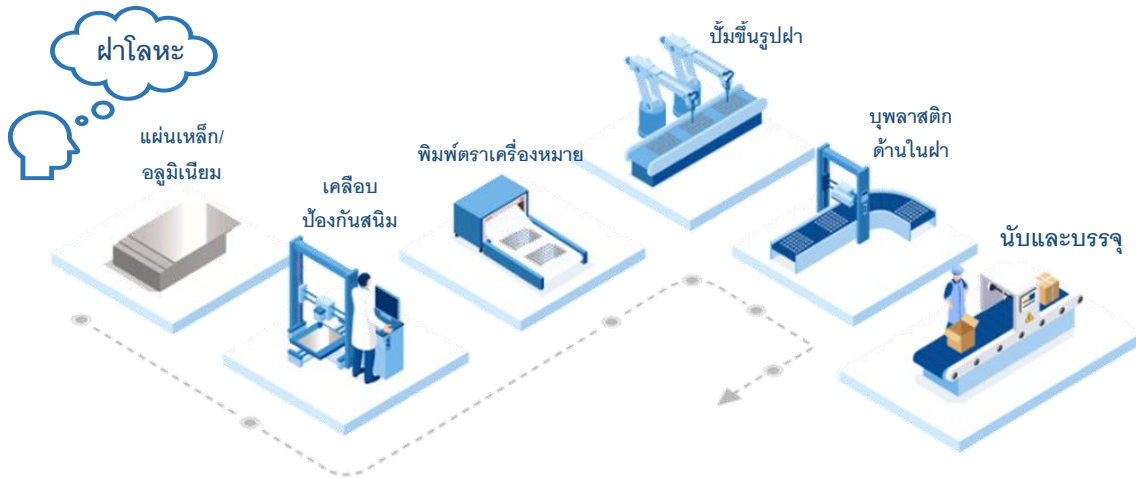 ฝาโลหะ
แผ่นเหล็ก/
อลูมิเนียม
เคลือบ
ป้องกันสนิม
พิมพ์ตราเครื่องหมาย
ปั้มขึ้นรูปฝา
บุพลาสติก
ด้านในฝา
นับและบรรจุ